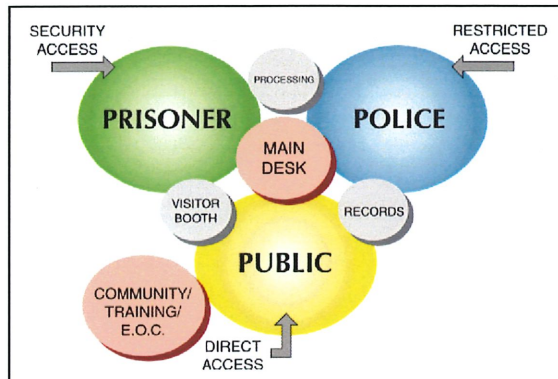 SECURITY
ACCESS
RESTRICTED
ACCESS
PROCESSING
PRISONER
POLICE
MAIN
DESK
VISITOR
BOOTH
RECORDS
PUBLIC
COMMUNITY/
TRAINING/
E.O.C.
DIRECT
ACCESS